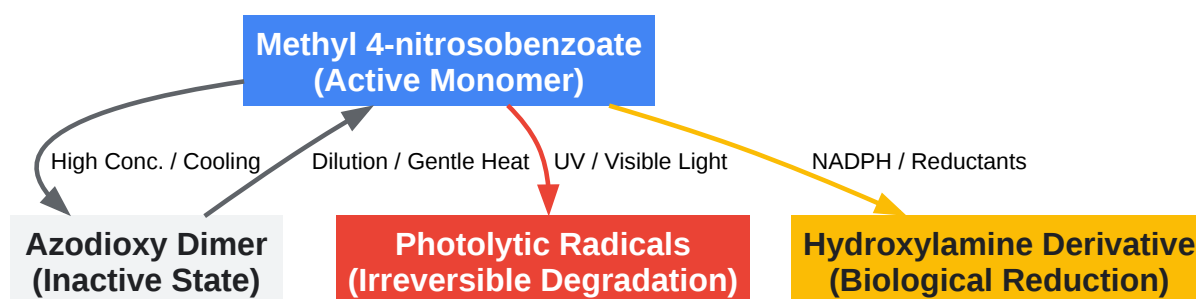 Methyl 4-nitrosobenzoate
(Active Monomer)
High Conc. / Cooling
Dilution / Gentle Heat
UV / Visible Light
NADPH / Reductants
Azodioxy Dimer
(Inactive State)
Photolytic Radicals
(Irreversible Degradation)
Hydroxylamine Derivative
(Biological Reduction)